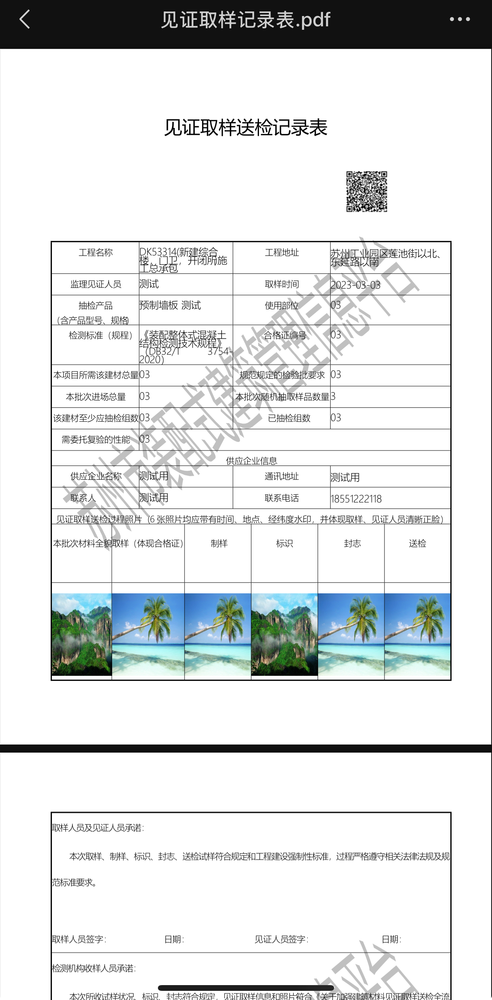 见证取样记录表.pdf
见证取样送检记录表
工程名称
DK53314(新建综合
楼，门卫，开闭所)施
工总承包
工程地址
苏州工业园区莲池街以北、
东延路以南
监理见证人员
测试
取样时间
2023-03-03
抽检产品
（含产品型号、规格）
预制墙板 测试
使用部位
03
检测标准（规程）
《装配整体式混凝土
结构检测技术规程》
（DB32/T 3754-
2020）
合格证编号
03
本项目所需该建材总量
03
规范规定的检验批要求
03
本批次进场总量
03
本批次随机抽取样品数量
3
该建材至少应抽检组数
03
已抽检组数
03
需委托复验的性能
03
供应企业信息
供应企业名称
测试用
通讯地址
测试用
联系人
测试用
联系电话
18551222118
见证取样送检过程照片（6 张照片均应带有时间、地点、经纬度水印，并体现取样、见证人员清晰正脸）
本批次材料全貌
取样（体现合格证）
制样
标识
封志
送检
苏州市装配式建筑管理信息平台
取样人员及见证人员承诺：
本次取样、制样、标识、封志、送检试样符合规定和工程建设强制性标准，过程严格遵守相关法律法规及规
范标准要求。
取样人员签字： 日期： 见证人员签字： 日期：
检测机构收样人员承诺：
本次所收试样状况、标识、封志符合规定，见证取样信息和照片符合《关于加强建筑材料见证取样送检全流
息平台